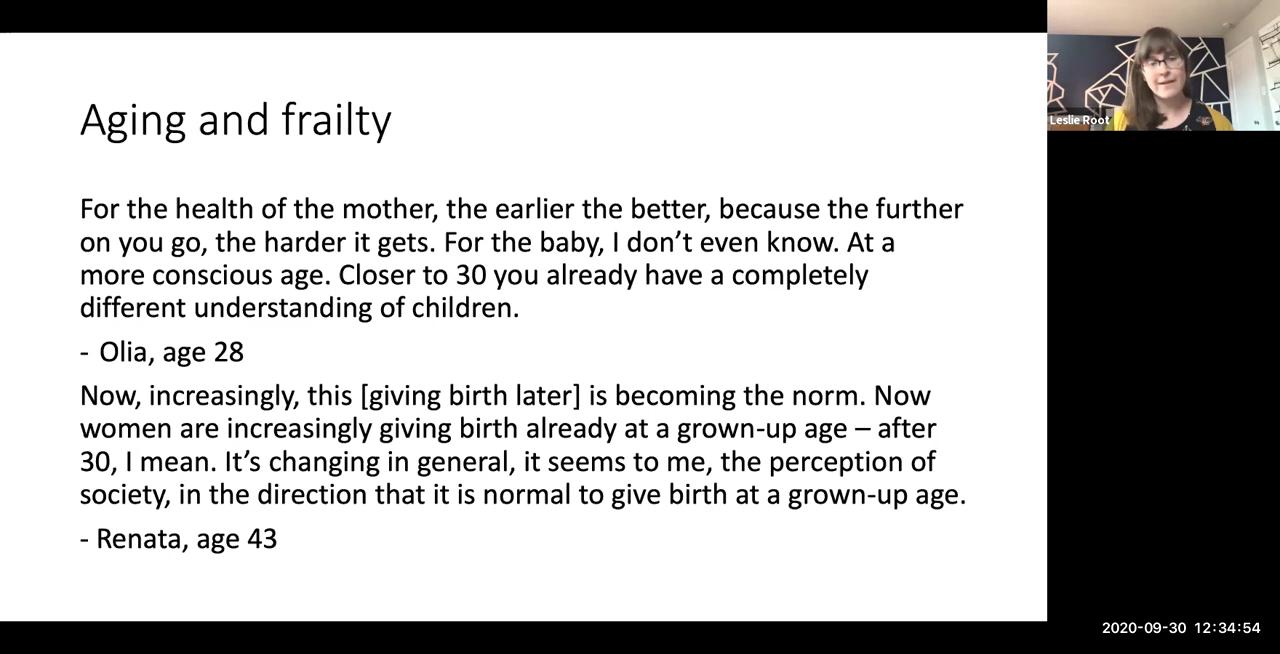 Aging and frailty
For the health of the mother, the earlier the better, because the further
on you go, the harder it gets. For the baby, I don’t even know. At a
more conscious age. Closer to 30 you already have a completely
different understanding of children.
- Olia, age 28
Now, increasingly, this [giving birth later] is becoming the norm. Now
women are increasingly giving birth already at a grown-up age – after
30, I mean. It’s changing in general, it seems to me, the perception of
society, in the direction that it is normal to give birth at a grown-up age.
- Renata, age 43
Leslie Root
2020-09-30 12:34:54